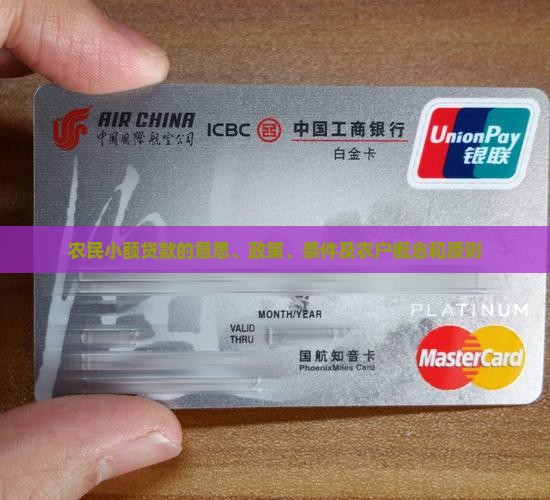 AIR CHINA
中国国際航空公司
ICBC 中国工商银行
白金卡
UnionPay
银联
农民小额贷款的意思、政策、条件及农户概念和原则
PLATINUM
MONTH/YEAR
VALID
THRU
国航知音卡
PhoenixMiles Card
MasterCard